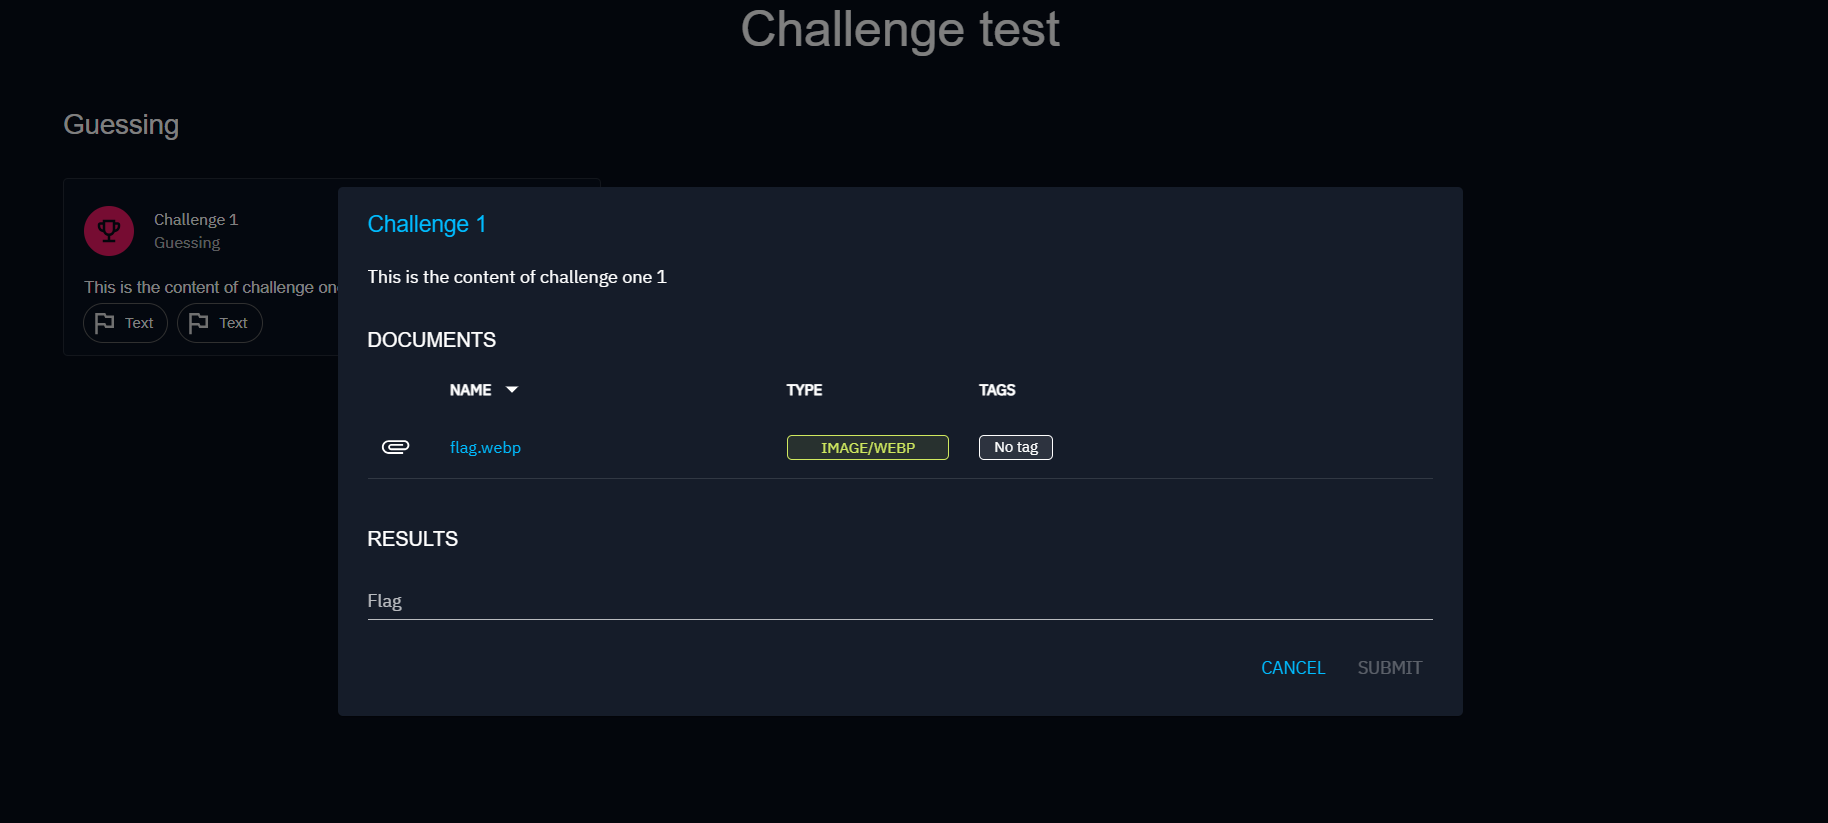 Challenge test
Guessing
Challenge 1
Guessing
This is the content of challenge on
Text Text
Challenge 1
This is the content of challenge one 1
DOCUMENTS
NAME TYPE TAGS
flag.webp IMAGE/WEBP No tag
RESULTS
Flag
CANCEL SUBMIT